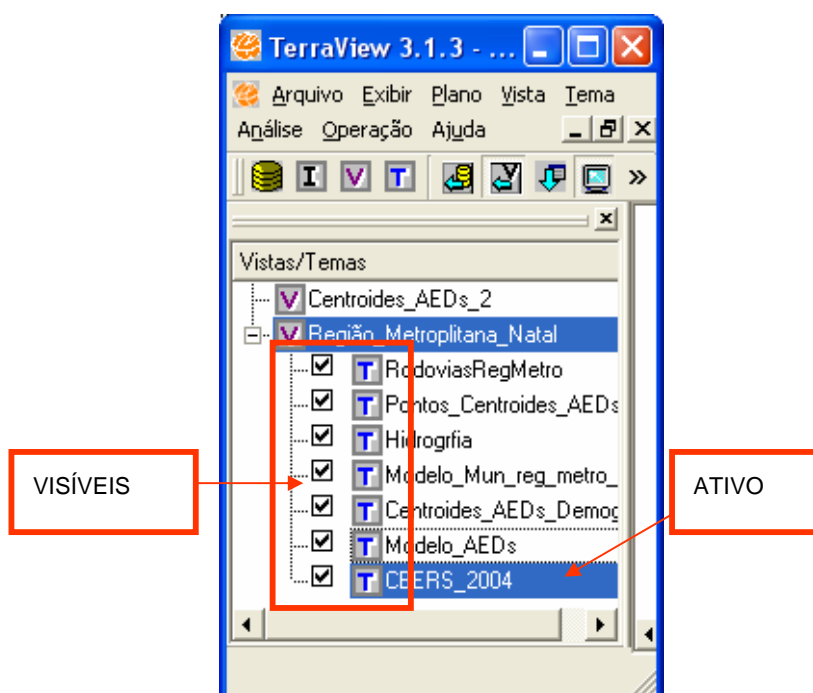 TerraView 3.1.3 - ...
Arquivo Exibir Plano Vista Tema
Análise Operação Ajuda
I V T
Vistas/Temas
V Centroides_AEDs_2
V Região_Metroplitana_Natal
T RodoviasRegMetro
T Pontos_Centroides_AEDs
T Hidrogrfia
T Modelo_Mun_reg_metro_
T Centroides_AEDs_Demog
T Modelo_AEDs
T CBERS_2004
VISÍVEIS
ATIVO